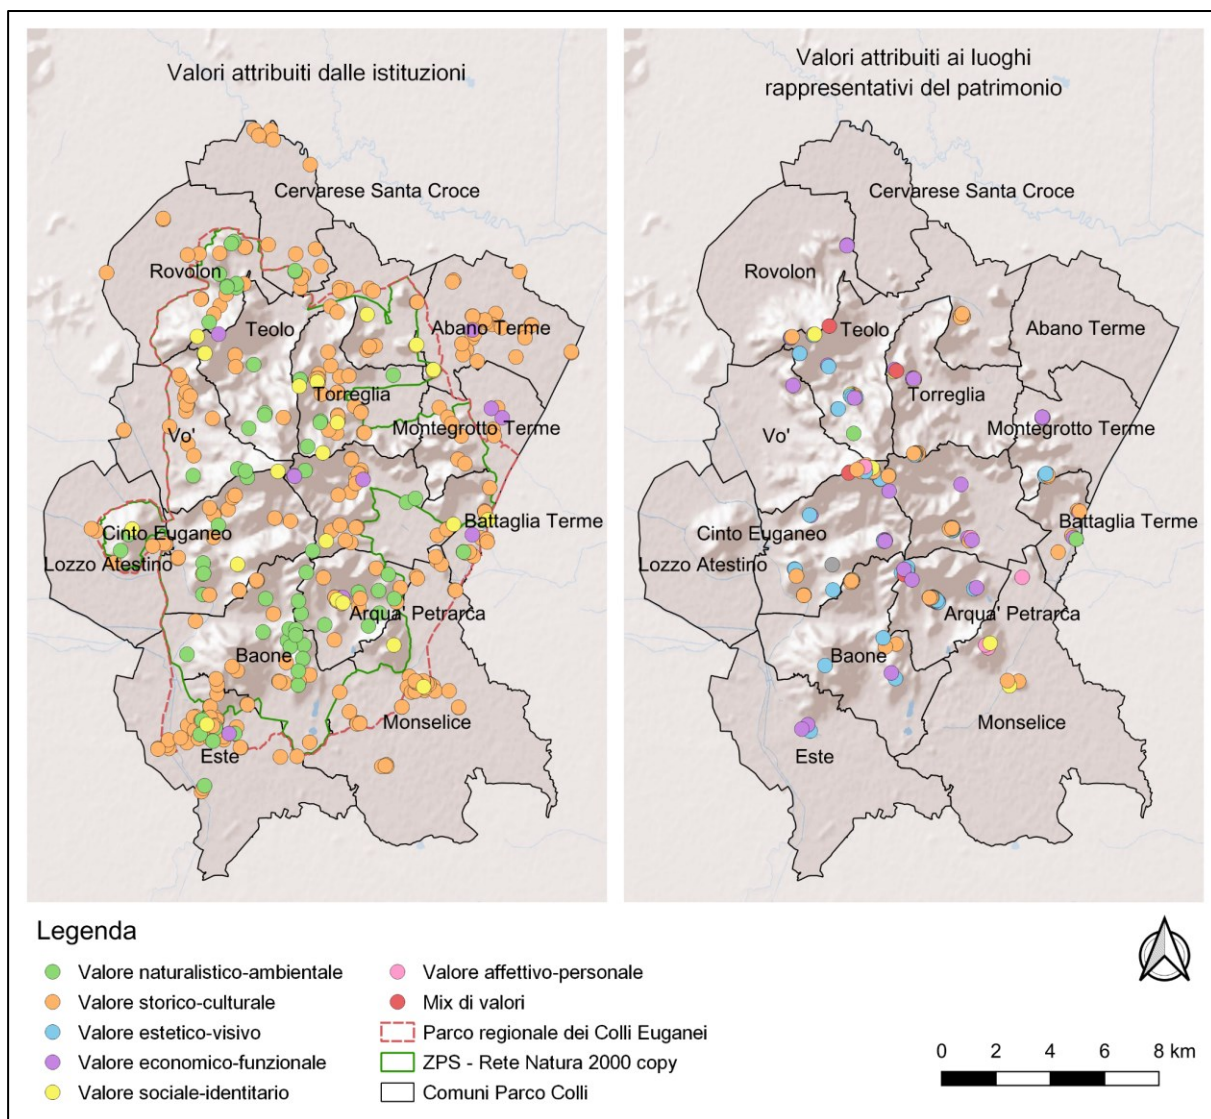 Valori attribuiti dalle istituzioni
Cervarese Santa Croce
Rovolon
Teolo
Abano Terme
Torreglia
Vo'
Montegrotto Terme
Cinto Euganeo
Battaglia Terme
Lozzo Atestino
Arqua' Petrarca
Baone
Monselice
Este
Valori attribuiti ai luoghi
rappresentativi del patrimonio
Cervarese Santa Croce
Rovolon
Teolo
Abano Terme
Torreglia
Vo'
Montegrotto Terme
Cinto Euganeo
Battaglia Terme
Lozzo Atestino
Arqua' Petrarca
Baone
Monselice
Este
Legenda
Valore naturalistico-ambientale
Valore storico-culturale
Valore estetico-visivo
Valore economico-funzionale
Valore sociale-identitario
Valore affettivo-personale
Mix di valori
Parco regionale dei Colli Euganei
ZPS - Rete Natura 2000 copy
Comuni Parco Colli
0 2 4 6 8 km